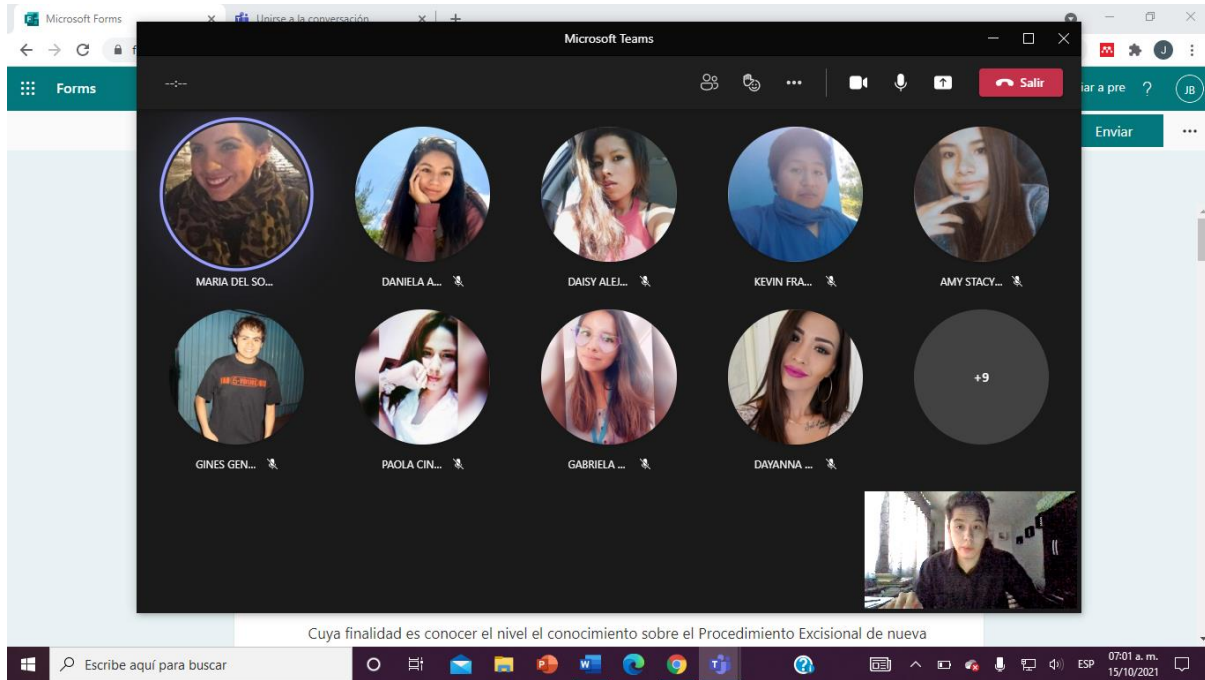 Microsoft Forms
Unirse a la conversación
Microsoft Teams
J
Forms
--:--
Salir
iar a pre
?
JB
Enviar
MARIA DEL SO...
DANIELA A...
DAISY ALEJ...
KEVIN FRA...
AMY STACY...
GINES GEN...
PAOLA CIN...
GABRIELA ...
DAYANNA ...
+9
Cuya finalidad es conocer el nivel el conocimiento sobre el Procedimiento Excisional de nueva
Escribe aquí para buscar
ESP
07:01 a. m.
15/10/2021